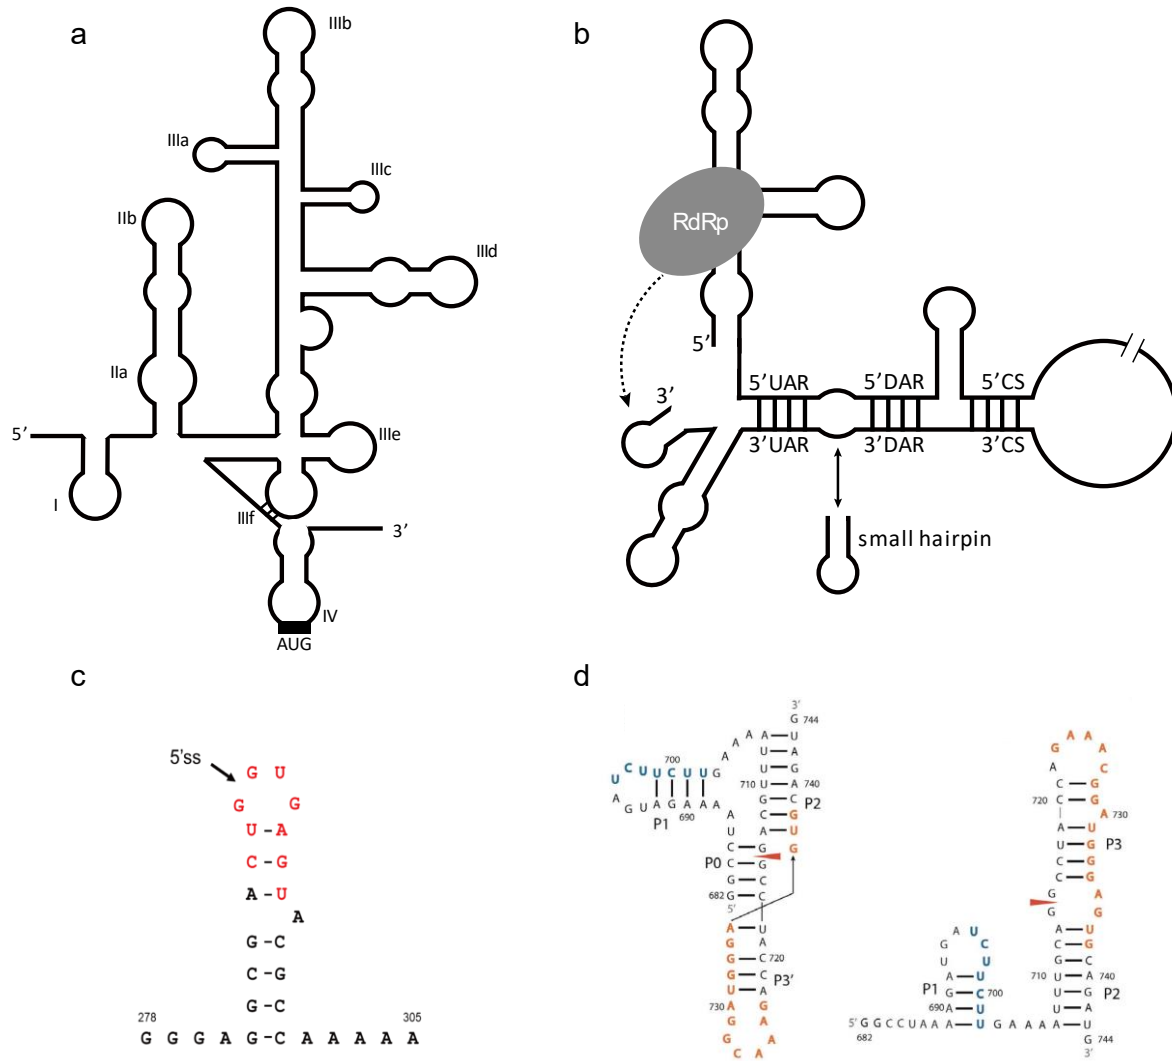 a
IIIb
IIIa
IIIc
IIb
IIId
IIa
5'
IIIe
I
IIIf
3'
IV
AUG
b
RdRp
5'
3'
5'UAR
5'DAR
5'CS
3'UAR
3'DAR
3'CS
small hairpin
c
5'ss
G U
G G
U A
C G
A U
A
G C
C G
G C
278
305
G G G A G C A A A A A
d
3'
744
700
710
740
P2
690
P1
P0
682
5'
720
P3'
730
720
730
P3
710
740
P2
P1
700
690
5' G G C C U A A A
682
G A A A A
744
3'